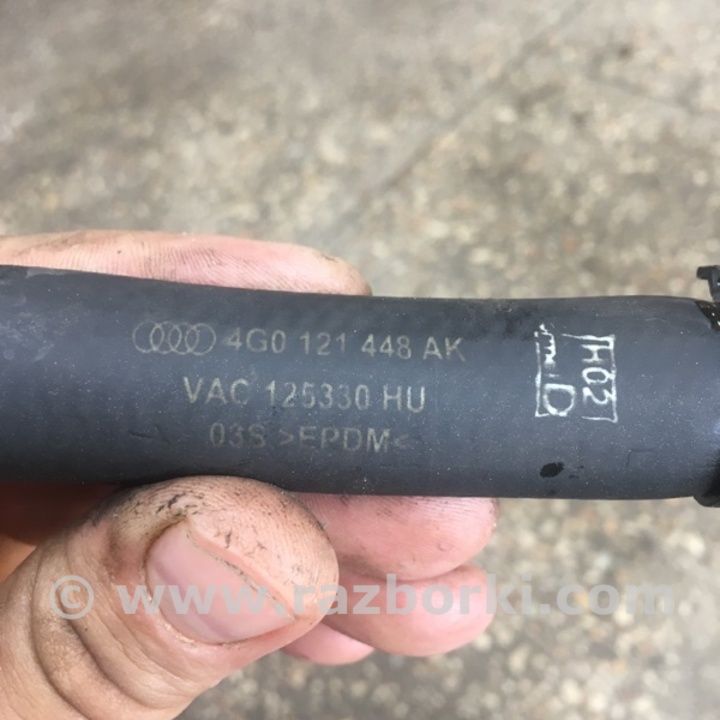 4G0 121 448 AK
VAC 125330 HU
03S >EPDM<
H02
D
© www.razborki.com